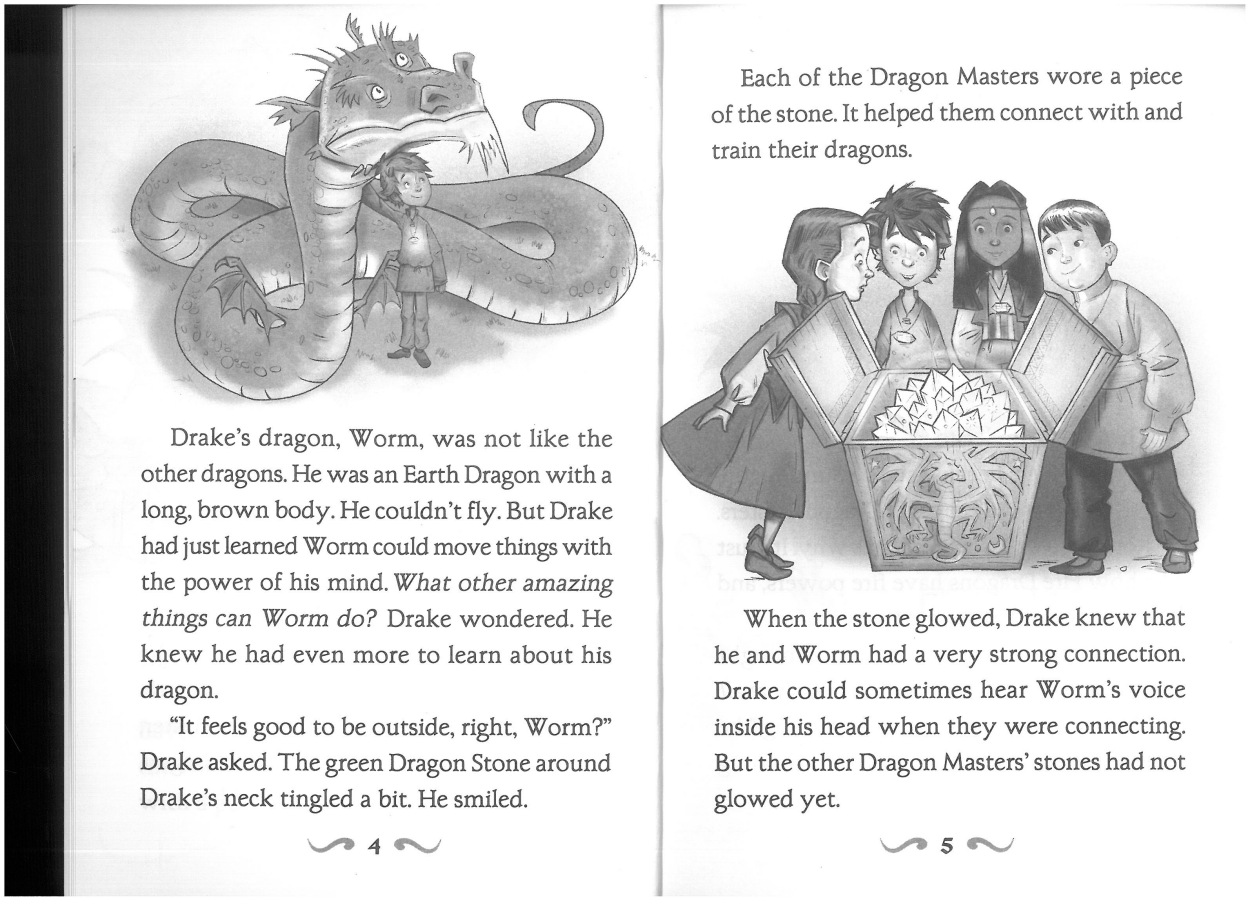 Drake's dragon, Worm, was not like the
other dragons. He was an Earth Dragon with a
long, brown body. He couldn't fly. But Drake
had just learned Worm could move things with
the power of his mind. What other amazing
things can Worm do? Drake wondered. He
knew he had even more to learn about his
dragon.
“It feels good to be outside, right, Worm?”
Drake asked. The green Dragon Stone around
Drake's neck tingled a bit. He smiled.
4
Each of the Dragon Masters wore a piece
of the stone. It helped them connect with and
train their dragons.
When the stone glowed, Drake knew that
he and Worm had a very strong connection.
Drake could sometimes hear Worm's voice
inside his head when they were connecting.
But the other Dragon Masters' stones had not
glowed yet.
5